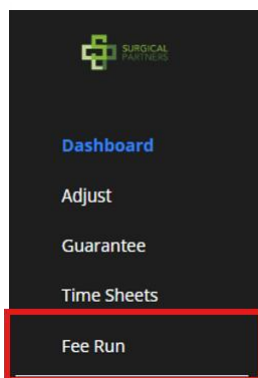 SURGICAL
PARTNERS
Dashboard
Adjust
Guarantee
Time Sheets
Fee Run